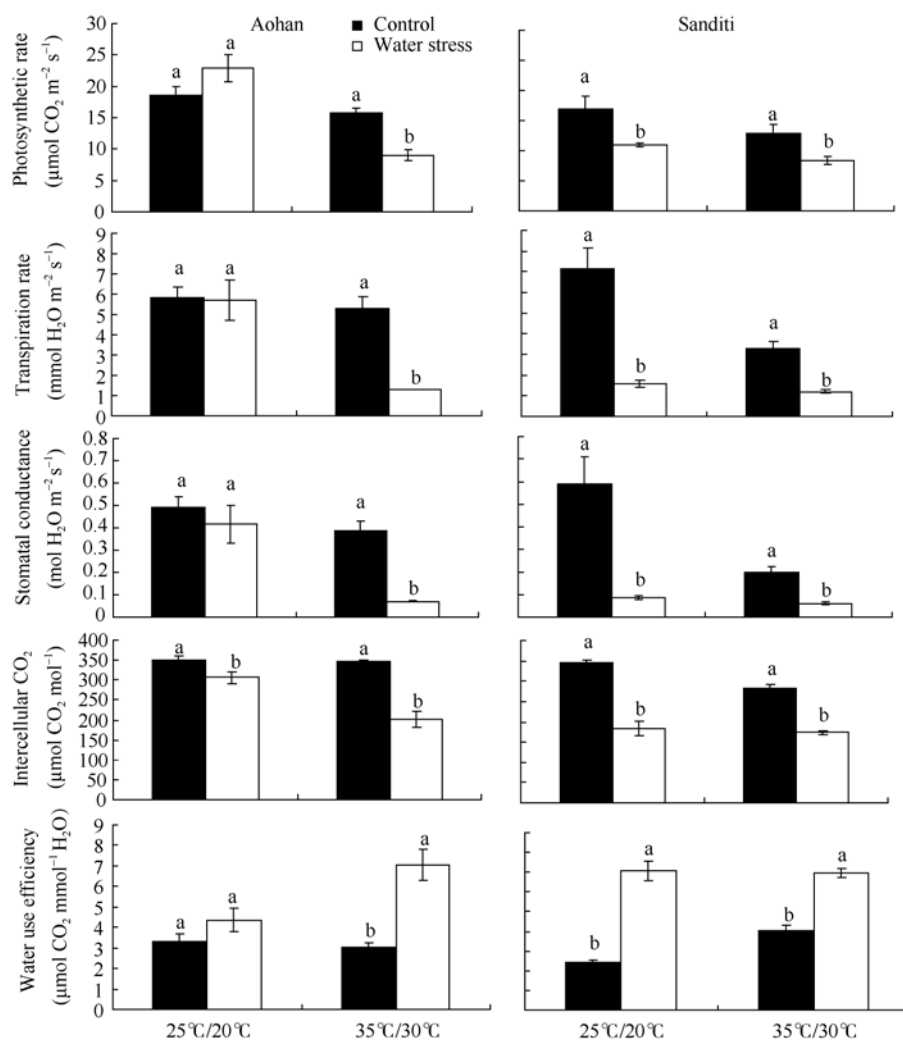 Aohan
Control
Water stress
Sanditi
Photosynthetic rate
(μmol CO₂ m⁻² s⁻¹)
30
25
20
15
10
5
0
a
a
a
b
a
b
a
b
Transpiration rate
(mmol H₂O m⁻² s⁻¹)
9
8
7
6
5
4
3
2
1
0
a
a
a
b
a
b
a
b
Stomatal conductance
(mol H₂O m⁻² s⁻¹)
0.8
0.7
0.6
0.5
0.4
0.3
0.2
0.1
0
a
a
a
b
a
b
a
b
Intercellular CO₂
(μmol CO₂ mol⁻¹)
400
350
300
250
200
150
100
50
0
a
b
a
b
a
b
a
b
Water use efficiency
(μmol CO₂ mmol⁻¹H₂O)
9
8
7
6
5
4
3
2
1
0
a
a
b
a
b
a
b
a
25℃/20℃
35℃/30℃
25℃/20℃
35℃/30℃